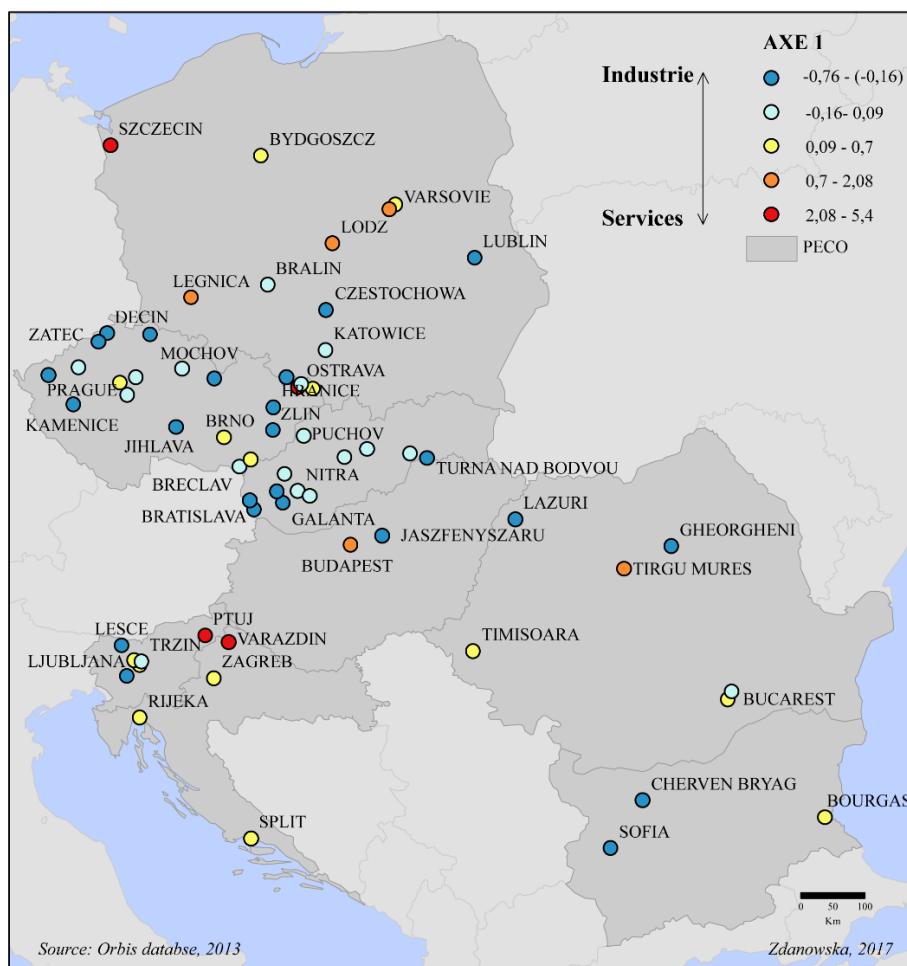 AXE 1
Industrie
-0,76 - (-0,16)
-0,16- 0,09
0,09 - 0,7
0,7 - 2,08
Services
2,08 - 5,4
PECO
SZCZECIN
BYDGOSZCZ
VARSOVIE
LODZ
LUBLIN
BRALIN
LEGNICA
CZESTOCHOWA
DECIN
KATOWICE
ZATEC
MOCHOV
OSTRAVA
PRAGUE
HRANICE
KAMENICE
BRNO
ZLIN
PUCHOV
JIHLAVA
BRECLAV
NITRA
TURNA NAD BODVOU
BRATISLAVA
GALANTA
LAZURI
JASZFENYSZARU
GHEORGHENI
BUDAPEST
TIRGU MURES
PTUJ
LESCE
TRZIN
VARAZDIN
TIMISOARA
LJUBLJANA
ZAGREB
RIJEKA
BUCAREST
CHERVEN BRYAG
BOURGAS
SPLIT
SOFIA
0 50 100
Km
Source: Orbis databse, 2013
Zdanowska, 2017